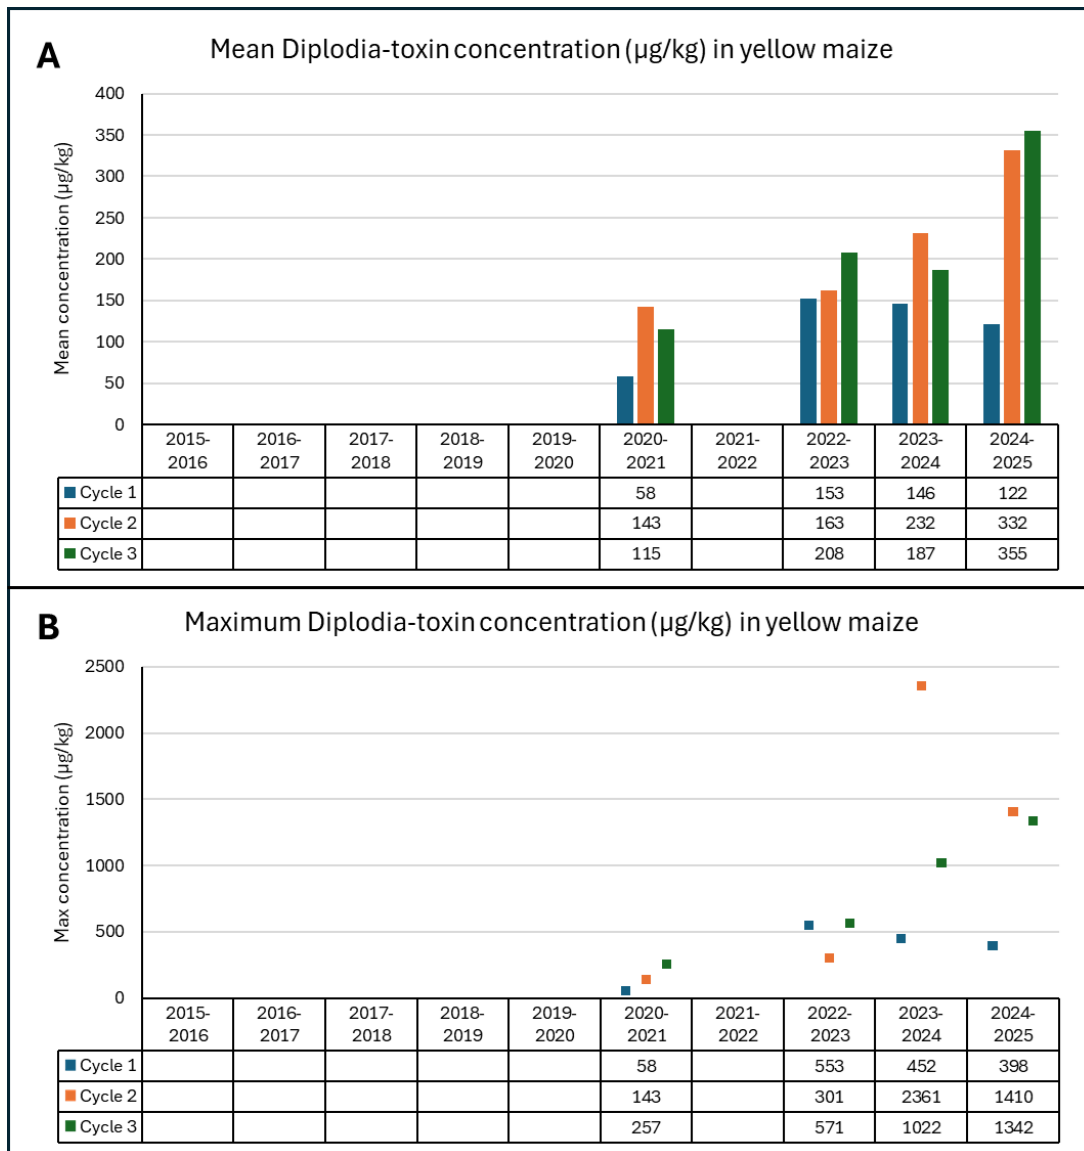 A
Mean Diplodia-toxin concentration (µg/kg) in yellow maize
Mean concentration (µg/kg)
400
350
300
250
200
150
100
50
0
2015-2016 2016-2017 2017-2018 2018-2019 2019-2020 2020-2021 2021-2022 2022-2023 2023-2024 2024-2025
Cycle 1 58 153 146 122
Cycle 2 143 163 232 332
Cycle 3 115 208 187 355
B
Maximum Diplodia-toxin concentration (µg/kg) in yellow maize
Max concentration (µg/kg)
2500
2000
1500
1000
500
0
2015-2016 2016-2017 2017-2018 2018-2019 2019-2020 2020-2021 2021-2022 2022-2023 2023-2024 2024-2025
Cycle 1 58 553 452 398
Cycle 2 143 301 2361 1410
Cycle 3 257 571 1022 1342